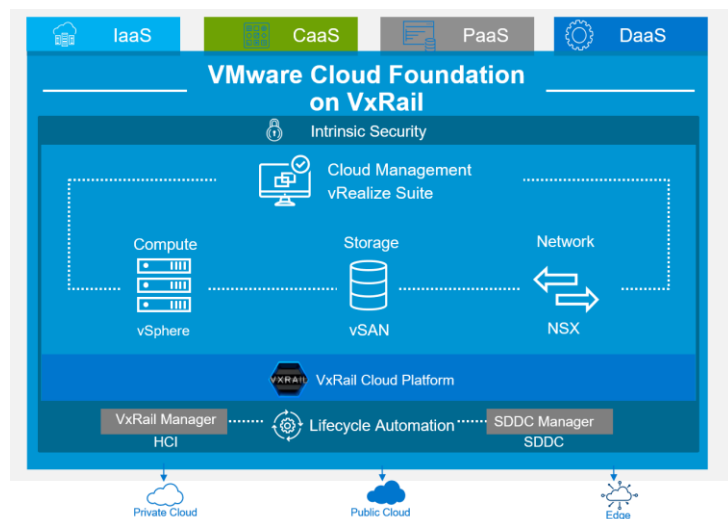 IaaS
CaaS
PaaS
DaaS
VMware Cloud Foundation
on VxRail
Intrinsic Security
Cloud Management
vRealize Suite
Compute
Storage
Network
vSphere
vSAN
NSX
VXRAIL
VxRail Cloud Platform
VxRail Manager
Lifecycle Automation
SDDC Manager
HCI
SDDC
Private Cloud
Public Cloud
Edge